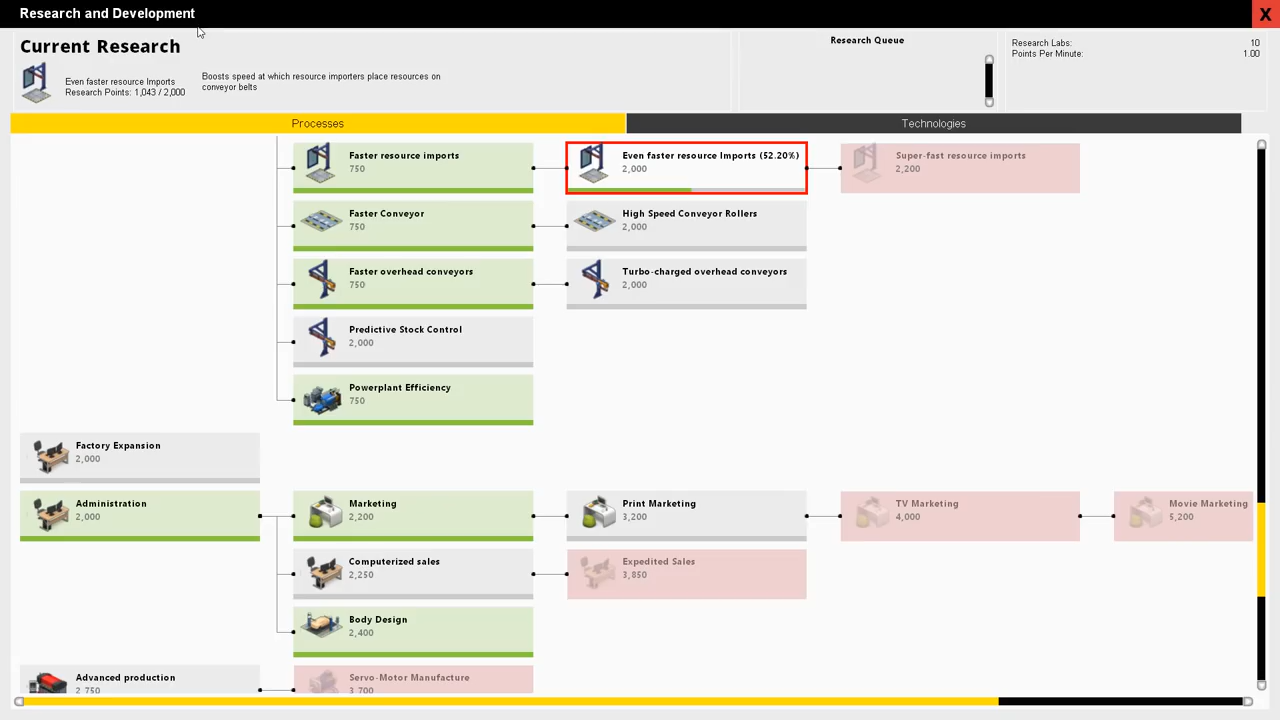 Research and Development
X
Current Research
Even faster resource Imports
Research Points: 1,043 / 2,000
Boosts speed at which resource importers place resources on
conveyor belts
Research Queue
Research Labs: 10
Points Per Minute: 1.00
Processes
Technologies
Faster resource imports
750
Even faster resource Imports (52.20%)
2,000
Super-fast resource imports
2,200
Faster Conveyor
750
High Speed Conveyor Rollers
2,000
Faster overhead conveyors
750
Turbo-charged overhead conveyors
2,000
Predictive Stock Control
2,000
Powerplant Efficiency
750
Factory Expansion
2,000
Administration
2,000
Marketing
2,200
Print Marketing
3,200
TV Marketing
4,000
Movie Marketing
5,200
Computerized sales
2,250
Expedited Sales
3,850
Body Design
2,400
Advanced production
2,750
Servo-Motor Manufacture
3,700